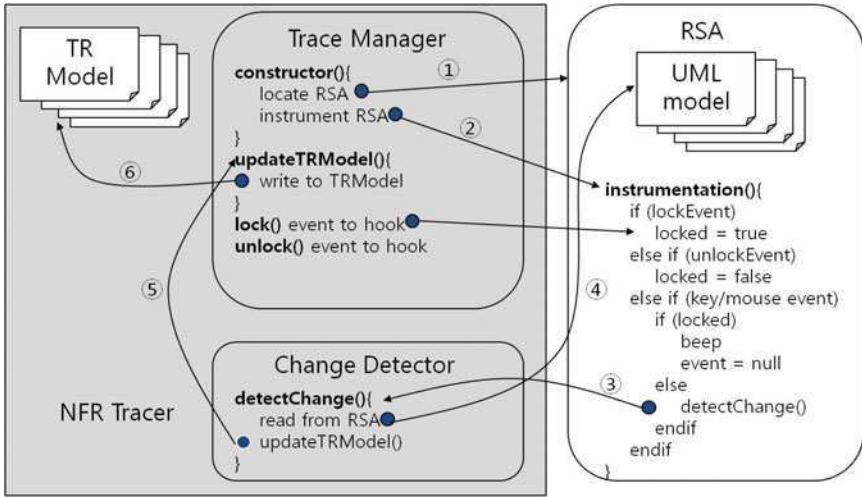 TR
Model
Trace Manager
constructor(){
locate RSA
instrument RSA
}
updateTRModel(){
write to TRModel
}
lock() event to hook
unlock() event to hook
①
②
⑥
⑤
NFR Tracer
Change Detector
detectChange(){
read from RSA
updateTRModel()
}
RSA
UML
model
instrumentation(){
if (lockEvent)
locked = true
else if (unlockEvent)
locked = false
④
else if (key/mouse event)
if (locked)
beep
event = null
③
else
detectChange()
endif
endif
}